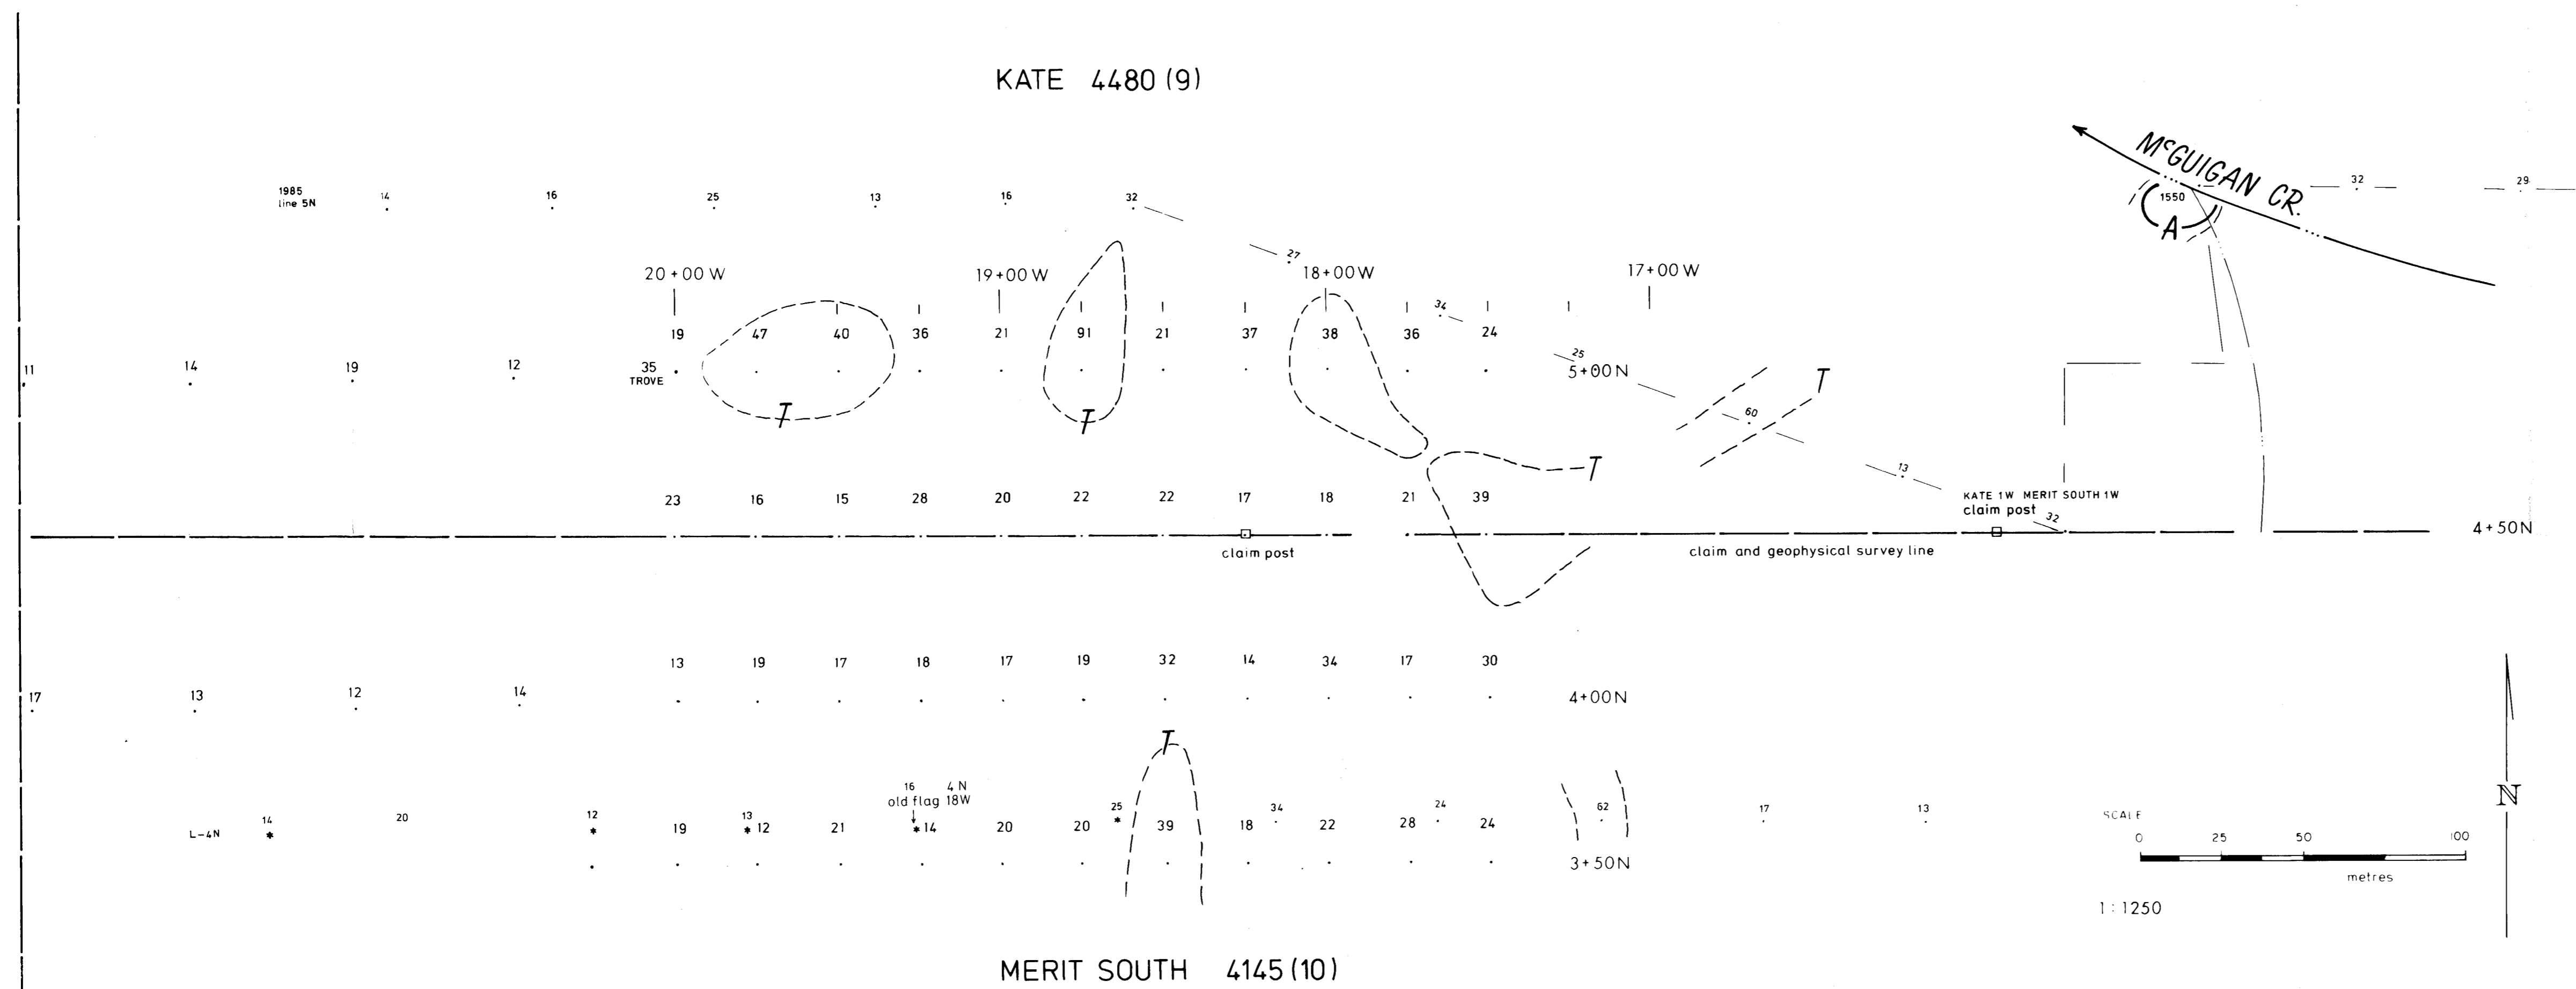 KATE 4480 (9)
McGUIGAN CR.
1985
line 5N
14 16 25 13 16 32
32 29
1550
A
27
20+00 W 19+00 W 18+00 W 17+00 W
34
19 47 40 36 21 91 21 37 38 36 24
25
11 14 19 12 35
TROVE
5+00 N
T
T T
60
T
13
23 16 15 28 20 22 22 17 18 21 39
KATE 1W MERIT SOUTH 1W
claim post 32
4+50N
claim post
claim and geophysical survey line
13 19 17 18 17 19 32 14 34 17 30
17 13 12 14
4+00 N
T
16 4 N
old flag 18W
L-4N 14 20 12 13 25 34 24 62 17 13
19 12 21 14 20 20 39 18 22 28 24
3+50N
N
SCALE
0 25 50 100
metres
1:1250
MERIT SOUTH 4145 (10)